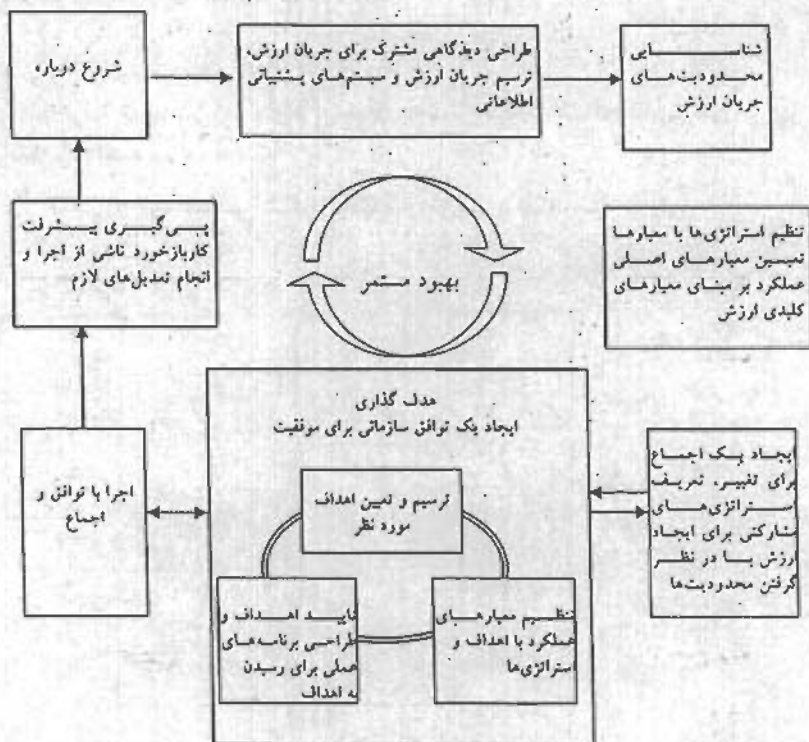 شروع دوباره
طراحی دیدگاهی مشترک برای جریان ارزش،
ترسیم جریان ارزش و سیستم‌های پشتیبانی
اطلاعاتی
شناسایی
محدودیت‌های
جریان ارزش
پی‌گیری پیشرفت
کاربازخورد ناشی از اجرا و
انجام تعدیل‌های لازم
بهبود مستمر
تنظیم استراتژی‌ها با معیارها
تعیین معیارهای اصلی
عملکرد بر مبنای معیارهای
کلیدی ارزش
هدف گذاری
ایجاد یک توافق سازمانی برای موفقیت
اجرا با توافق و
اجماع
ترسیم و تعیین اهداف
مورد نظر
تایید اهداف و
طراحی برنامه‌های
عملی برای رسیدن
به اهداف
تنظیم معیارهای
عملکرد با اهداف و
استراتژی‌ها
ایجاد یک اجماع
برای تغییر، تعریف
استراتژی‌های
مشارکتی برای ایجاد
ارزش با در نظر
گرفتن محدودیت‌ها